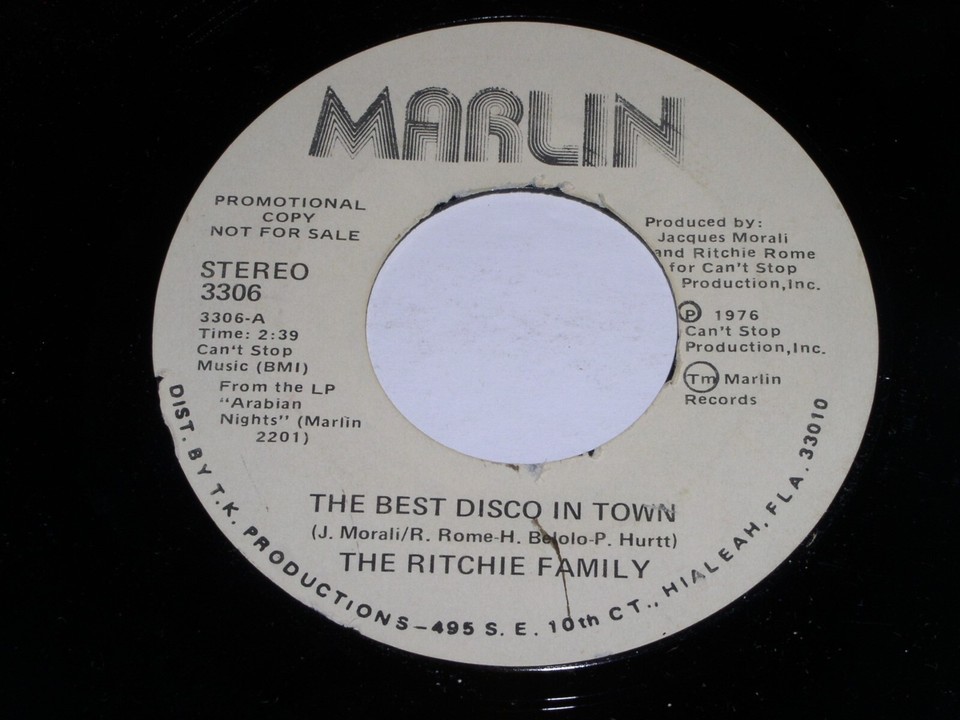 MARLIN
PROMOTIONAL
COPY
NOT FOR SALE
STEREO
3306
3306-A
Time: 2:39
Can't Stop
Music (BMI)
From the LP
"Arabian
Nights" (Marlin
2201)
Produced by:
Jacques Morali
and Ritchie Rome
for Can't Stop
Production,Inc.
P 1976
Can't Stop
Production,Inc.
Tm Marlin
Records
THE BEST DISCO IN TOWN
(J. Morali/R. Rome-H. Belolo-P. Hurtt)
THE RITCHIE FAMILY
DIST. BY T.K. PRODUCTIONS-495 S. E. 10th CT., HIALEAH, FLA. 33010